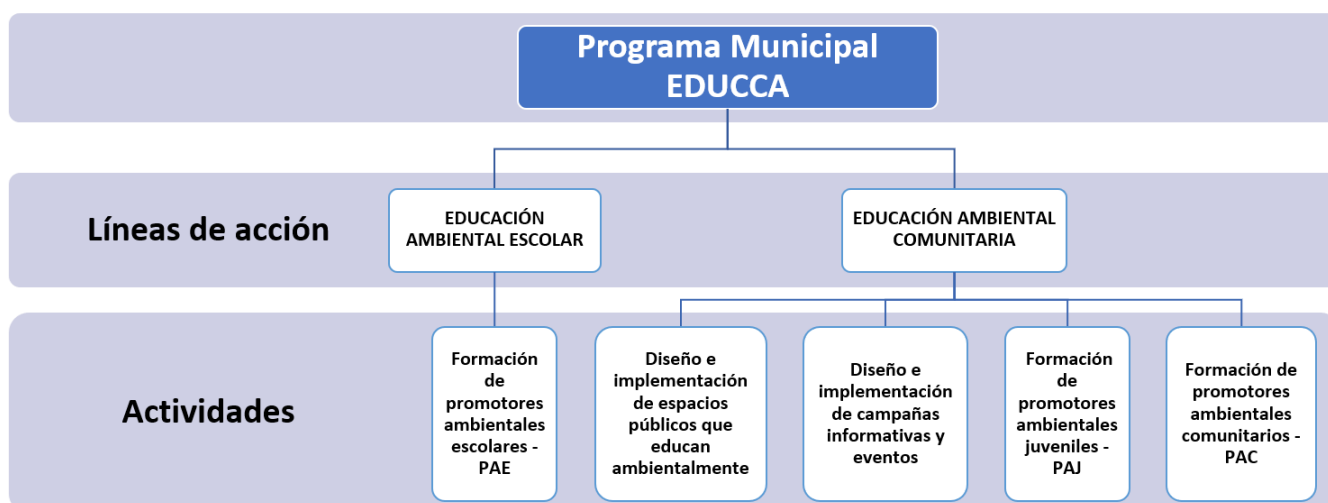 Programa Municipal
EDUCCA
Líneas de acción
EDUCACIÓN
AMBIENTAL ESCOLAR
EDUCACIÓN AMBIENTAL
COMUNITARIA
Actividades
Formación
de
promotores
ambientales
escolares -
PAE
Diseño e
implementación
de espacios
públicos que
educan
ambientalmente
Diseño e
implementación
de campañas
informativas y
eventos
Formación
de
promotores
ambientales
juveniles -
PAJ
Formación de
promotores
ambientales
comunitarios -
PAC